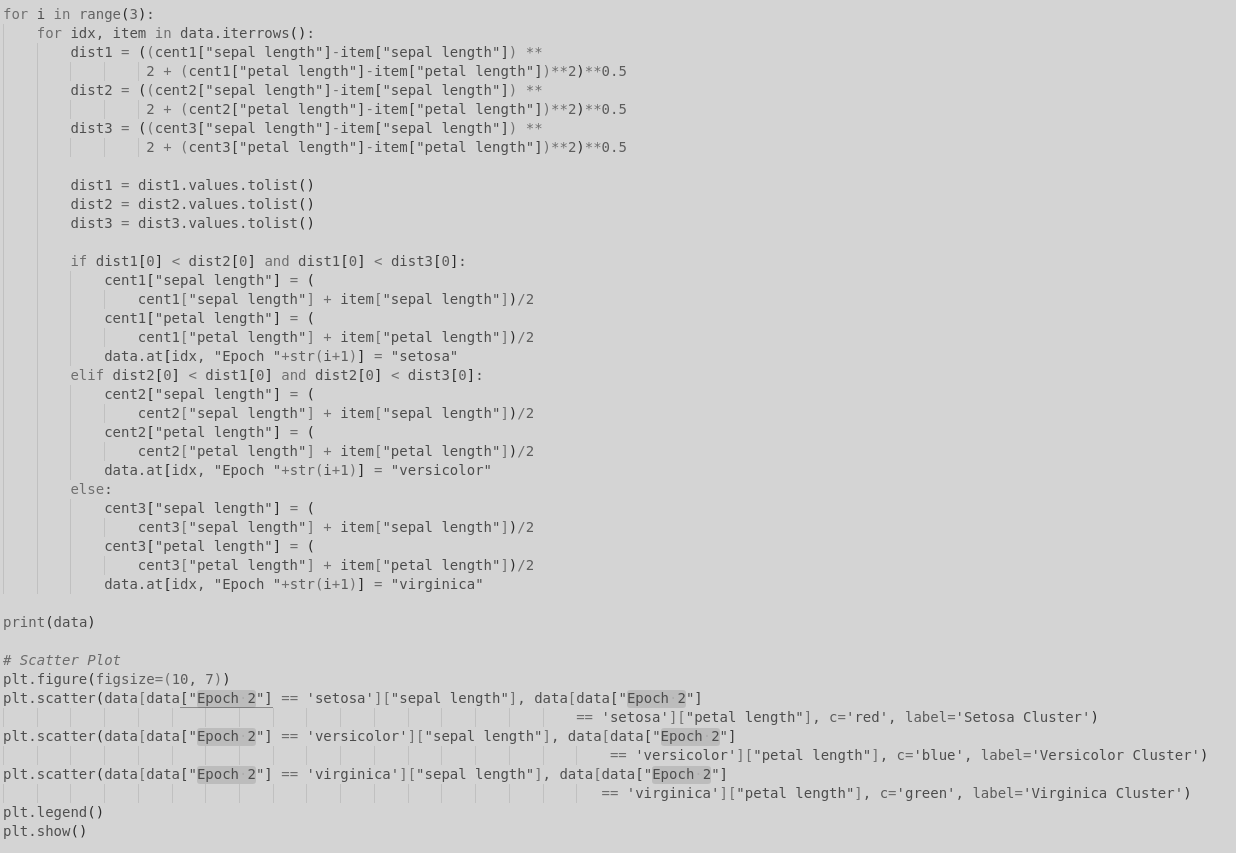 for i in range(3):
    for idx, item in data.iterrows():
        dist1 = ((cent1["sepal length"]-item["sepal length"]) **
                 2 + (cent1["petal length"]-item["petal length"])**2)**0.5
        dist2 = ((cent2["sepal length"]-item["sepal length"]) **
                 2 + (cent2["petal length"]-item["petal length"])**2)**0.5
        dist3 = ((cent3["sepal length"]-item["sepal length"]) **
                 2 + (cent3["petal length"]-item["petal length"])**2)**0.5

        dist1 = dist1.values.tolist()
        dist2 = dist2.values.tolist()
        dist3 = dist3.values.tolist()

        if dist1[0] < dist2[0] and dist1[0] < dist3[0]:
            cent1["sepal length"] = (
                cent1["sepal length"] + item["sepal length"])/2
            cent1["petal length"] = (
                cent1["petal length"] + item["petal length"])/2
            data.at[idx, "Epoch "+str(i+1)] = "setosa"
        elif dist2[0] < dist1[0] and dist2[0] < dist3[0]:
            cent2["sepal length"] = (
                cent2["sepal length"] + item["sepal length"])/2
            cent2["petal length"] = (
                cent2["petal length"] + item["petal length"])/2
            data.at[idx, "Epoch "+str(i+1)] = "versicolor"
        else:
            cent3["sepal length"] = (
                cent3["sepal length"] + item["sepal length"])/2
            cent3["petal length"] = (
                cent3["petal length"] + item["petal length"])/2
            data.at[idx, "Epoch "+str(i+1)] = "virginica"

print(data)

# Scatter Plot
plt.figure(figsize=(10, 7))
plt.scatter(data[data["Epoch 2"] == 'setosa']["sepal length"], data[data["Epoch 2"]
                                                                    == 'setosa']["petal length"], c='red', label='Setosa Cluster')
plt.scatter(data[data["Epoch 2"] == 'versicolor']["sepal length"], data[data["Epoch 2"]
                                                                        == 'versicolor']["petal length"], c='blue', label='Versicolor Cluster')
plt.scatter(data[data["Epoch 2"] == 'virginica']["sepal length"], data[data["Epoch 2"]
                                                                       == 'virginica']["petal length"], c='green', label='Virginica Cluster')
plt.legend()
plt.show()